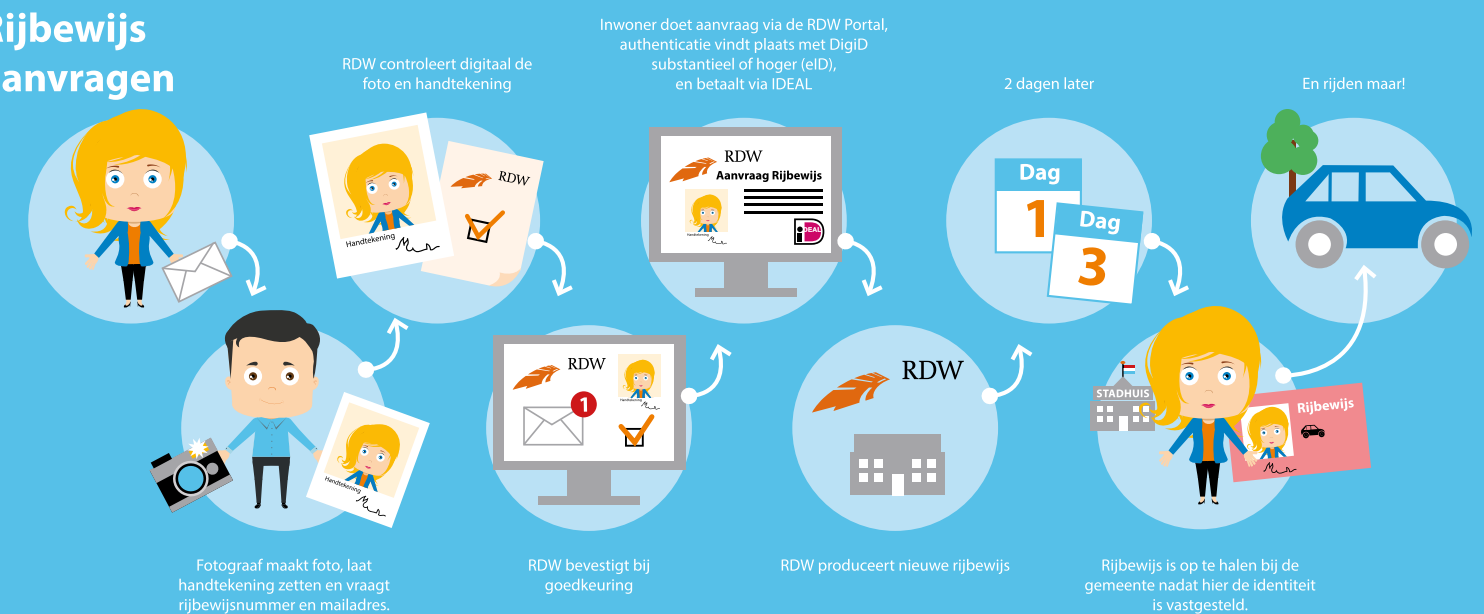 Rijbewijs
anvragen
RDW controleert digitaal de
foto en handtekening
Inwoner doet aanvraag via de RDW Portal,
authenticatie vindt plaats met DigiD
substantieel of hoger (eID),
en betaalt via IDEAL
2 dagen later
En rijden maar!
Handtekening
RDW
RDW
Aanvraag Rijbewijs
Handtekening
iDEAL
Dag
1
Dag
3
Handtekening
RDW
1
Handtekening
RDW
STADHUIS
Rijbewijs
Fotograaf maakt foto, laat
handtekening zetten en vraagt
rijbewijsnummer en mailadres.
RDW bevestigt bij
goedkeuring
RDW produceert nieuwe rijbewijs
Rijbewijs is op te halen bij de
gemeente nadat hier de identiteit
is vastgesteld.